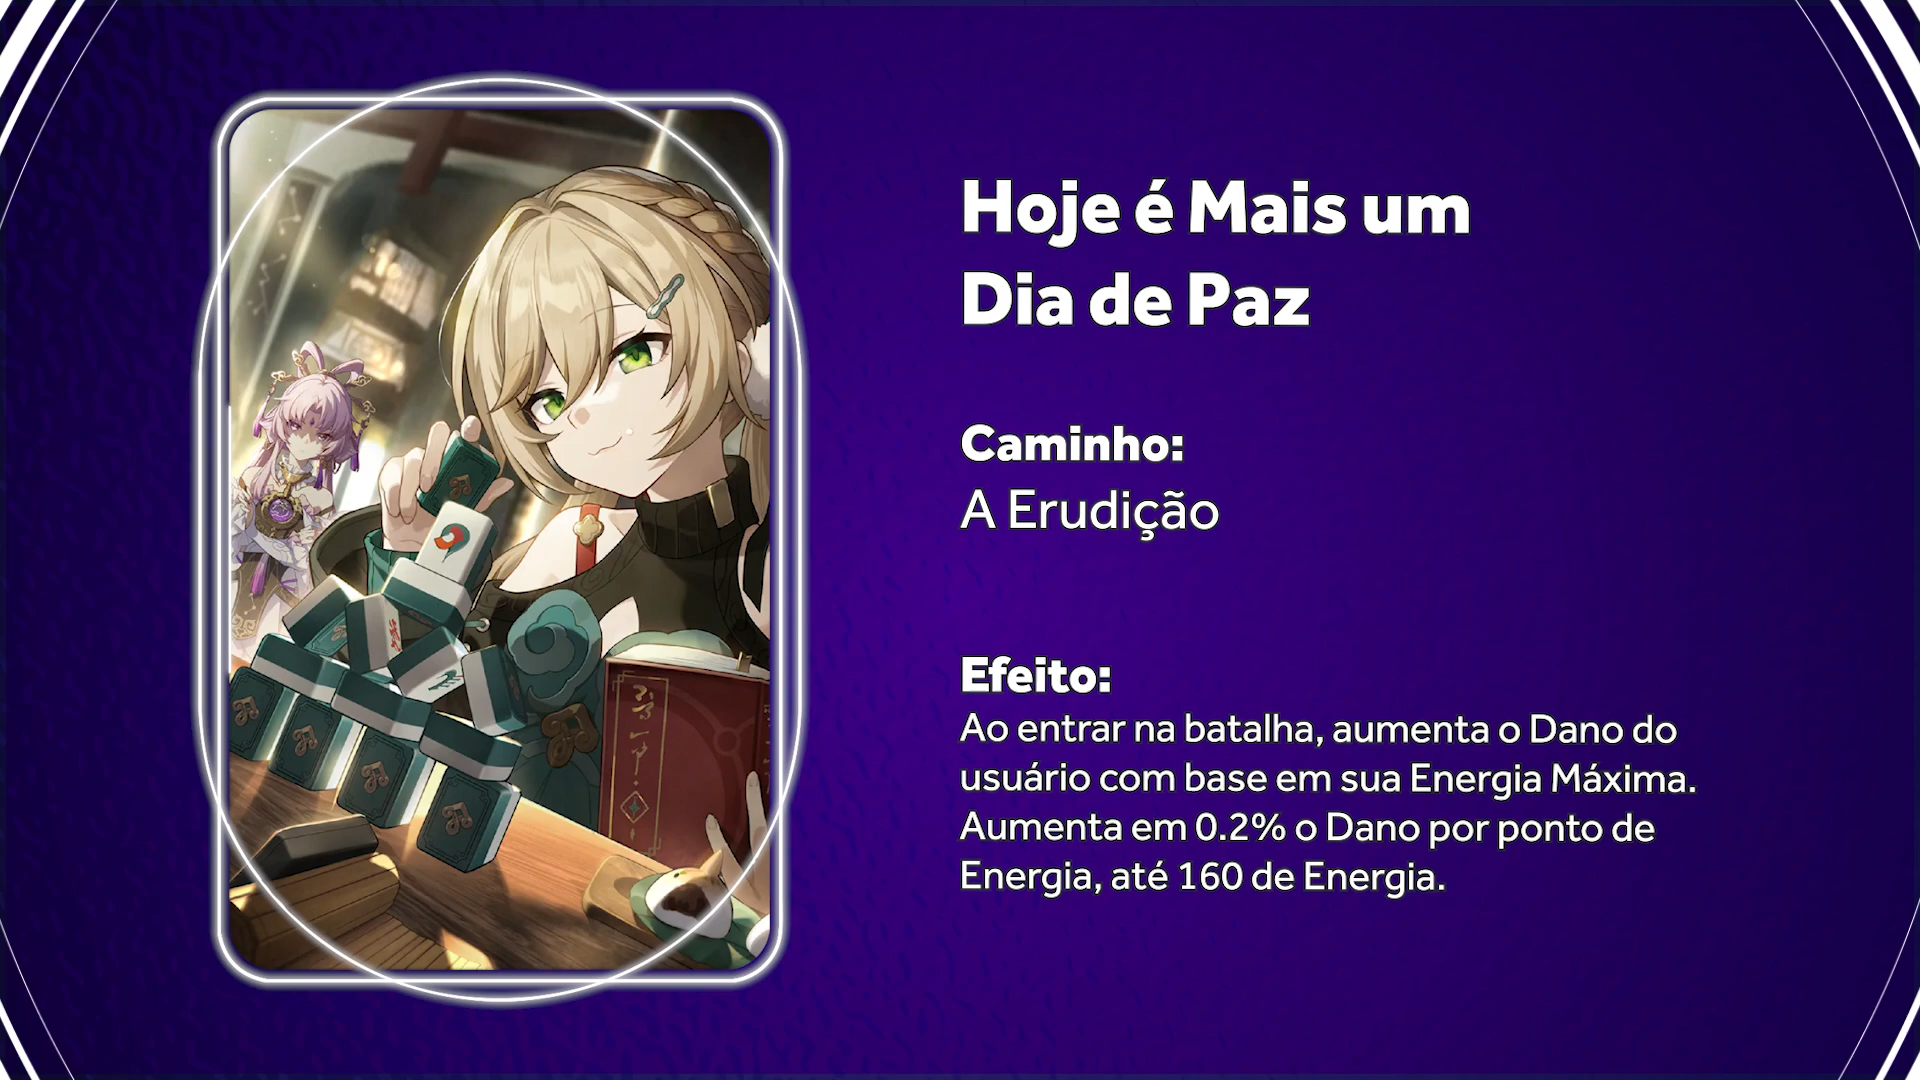 Hoje é Mais um
Dia de Paz
Caminho:
A Erudição
Efeito:
Ao entrar na batalha, aumenta o Dano do
usuário com base em sua Energia Máxima.
Aumenta em 0.2% o Dano por ponto de
Energia, até 160 de Energia.